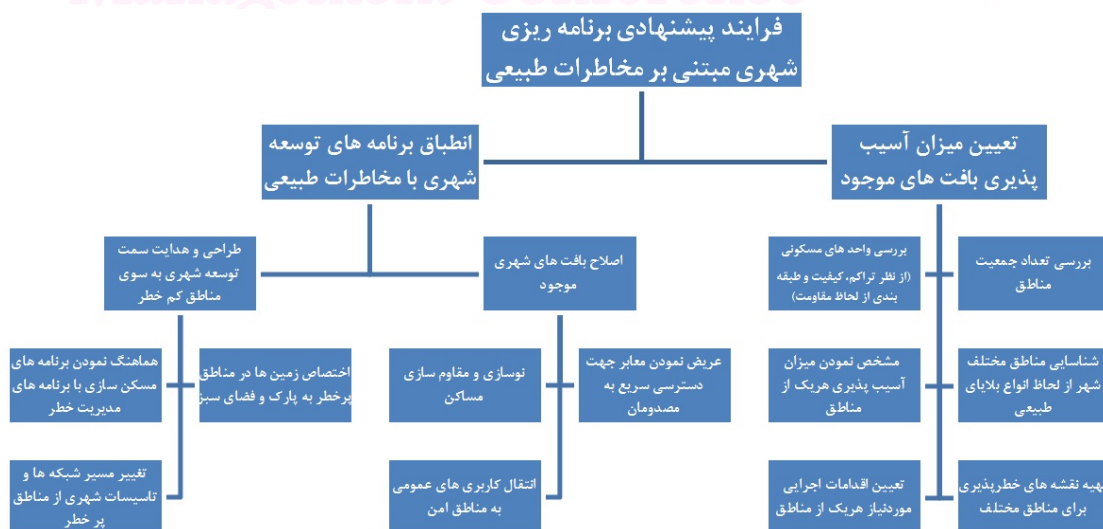 Management Conference
فرایند پیشنهادی برنامه ریزی
شهری مبتنی بر مخاطرات طبیعی
تعیین میزان آسیب
پذیری بافت های موجود
انطباق برنامه های توسعه
شهری با مخاطرات طبیعی
بررسی تعداد جمعیت
مناطق
بررسی واحد های مسکونی
(از نظر تراکم، کیفیت و طبقه
بندی از لحاظ مقاومت)
شناسایی مناطق مختلف
شهر از لحاظ انواع بلایای
طبیعی
مشخص نمودن میزان
آسیب پذیری هریک از
مناطق
تهیه نقشه های خطرپذیری
برای مناطق مختلف
تعیین اقدامات اجرایی
موردنیاز هریک از مناطق
اصلاح بافت های شهری
موجود
عریض نمودن معابر جهت
دسترسی سریع به
مصدومان
نوسازی و مقاوم سازی
مساکن
انتقال کاربری های عمومی
به مناطق امن
طراحی و هدایت سمت
توسعه شهری به سوی
مناطق کم خطر
اختصاص زمین ها در مناطق
پرخطر به پارک و فضای سبز
هماهنگ نمودن برنامه های
مسکن سازی با برنامه های
مدیریت خطر
تغییر مسیر شبکه ها و
تاسیسات شهری از مناطق
پر خطر